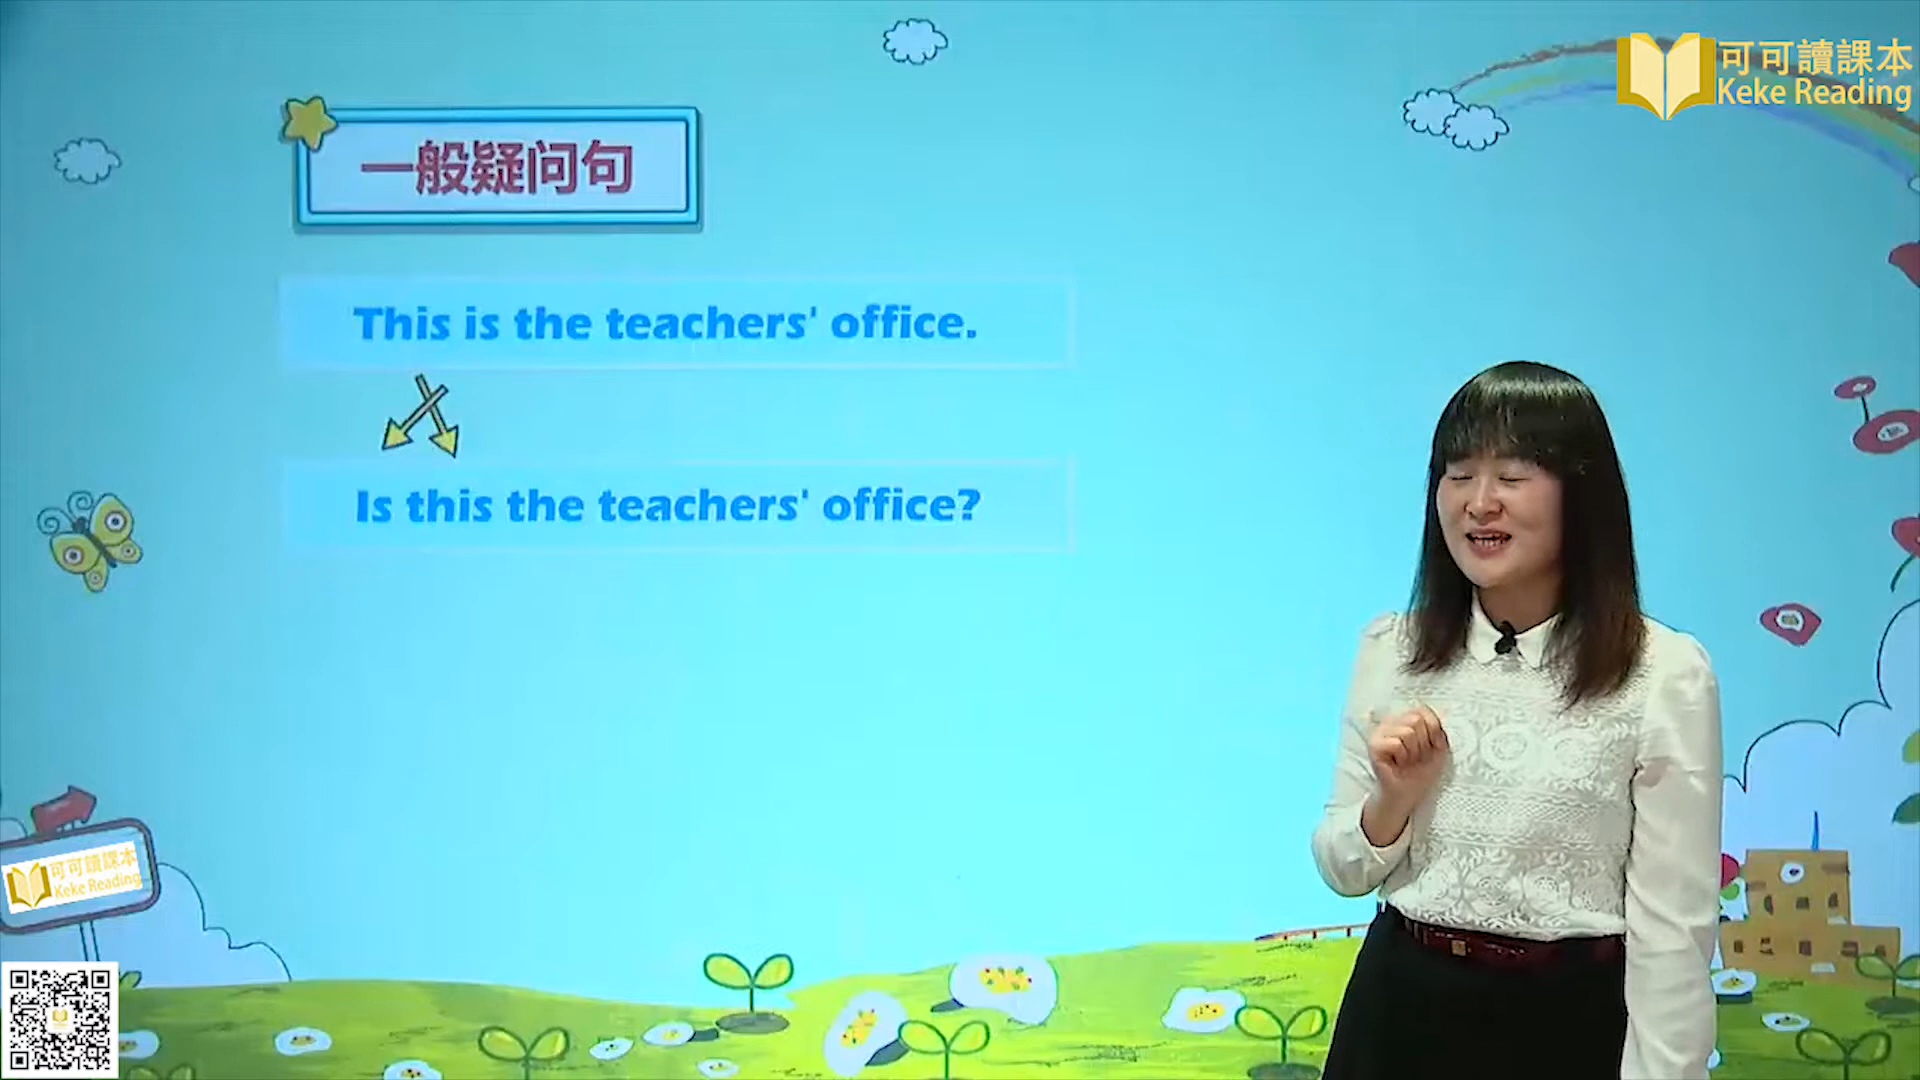 可可讀課本
Keke Reading
一般疑问句
This is the teachers' office.
Is this the teachers' office?
可可讀課本
Keke Reading